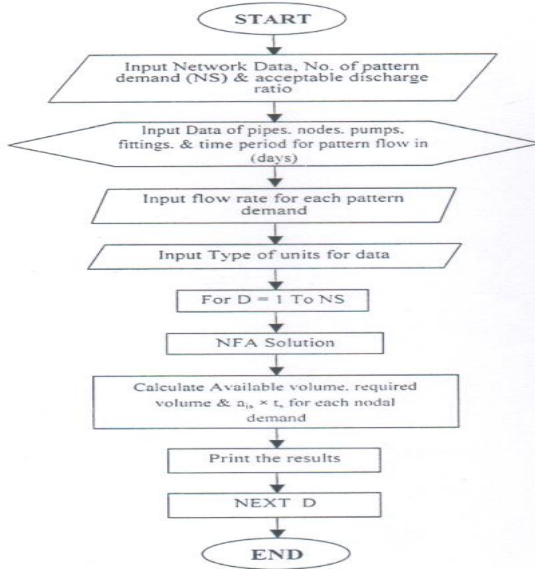 START
Input Network Data, No. of pattern
demand (NS) & acceptable discharge
ratio
Input Data of pipes. nodes. pumps.
fittings. & time period for pattern flow in
(days)
Input flow rate for each pattern
demand
Input Type of units for data
For D = 1 To NS
NFA Solution
Calculate Available volume. required
volume & a_is × t_s for each nodal
demand
Print the results
NEXT D
END